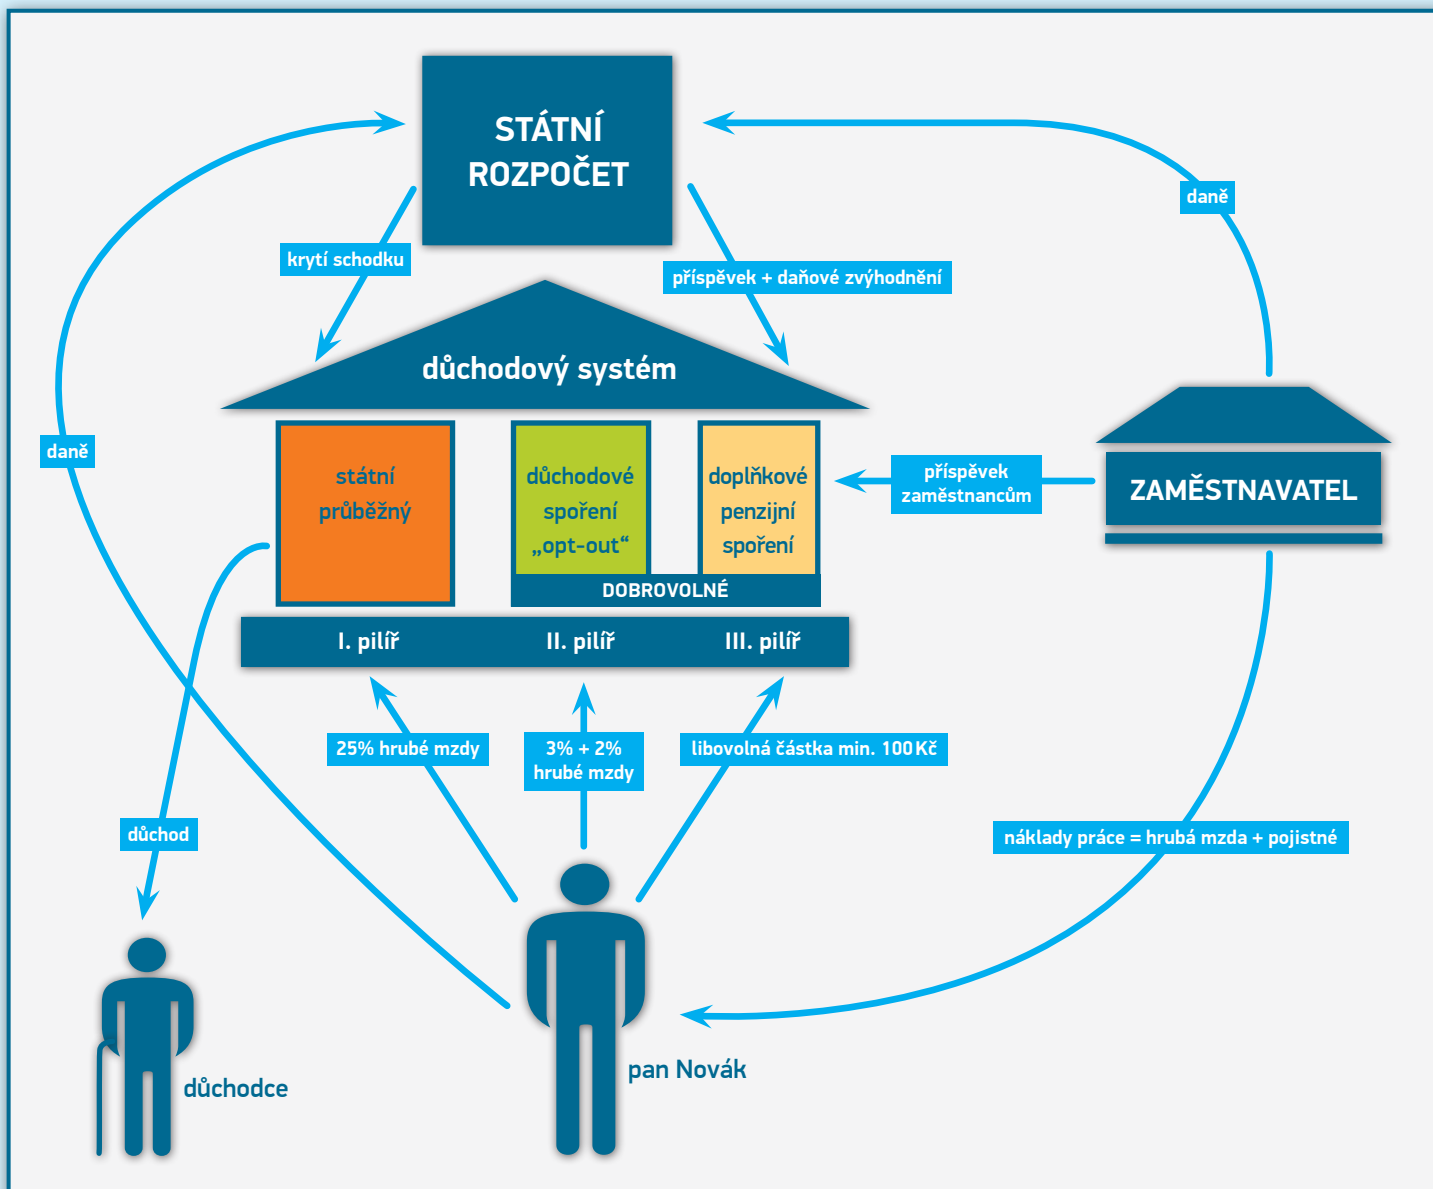 STÁTNÍ
ROZPOČET
daně
krytí schodku
příspěvek + daňové zvýhodnění
důchodový systém
daně
státní
průběžný
důchodové
spoření
„opt-out“
doplňkové
penzijní
spoření
příspěvek
zaměstnancům
ZAMĚSTNAVATEL
DOBROVOLNÉ
I. pilíř
II. pilíř
III. pilíř
25% hrubé mzdy
3% + 2%
hrubé mzdy
libovolná částka min. 100 Kč
důchod
náklady práce = hrubá mzda + pojistné
pan Novák
důchodce